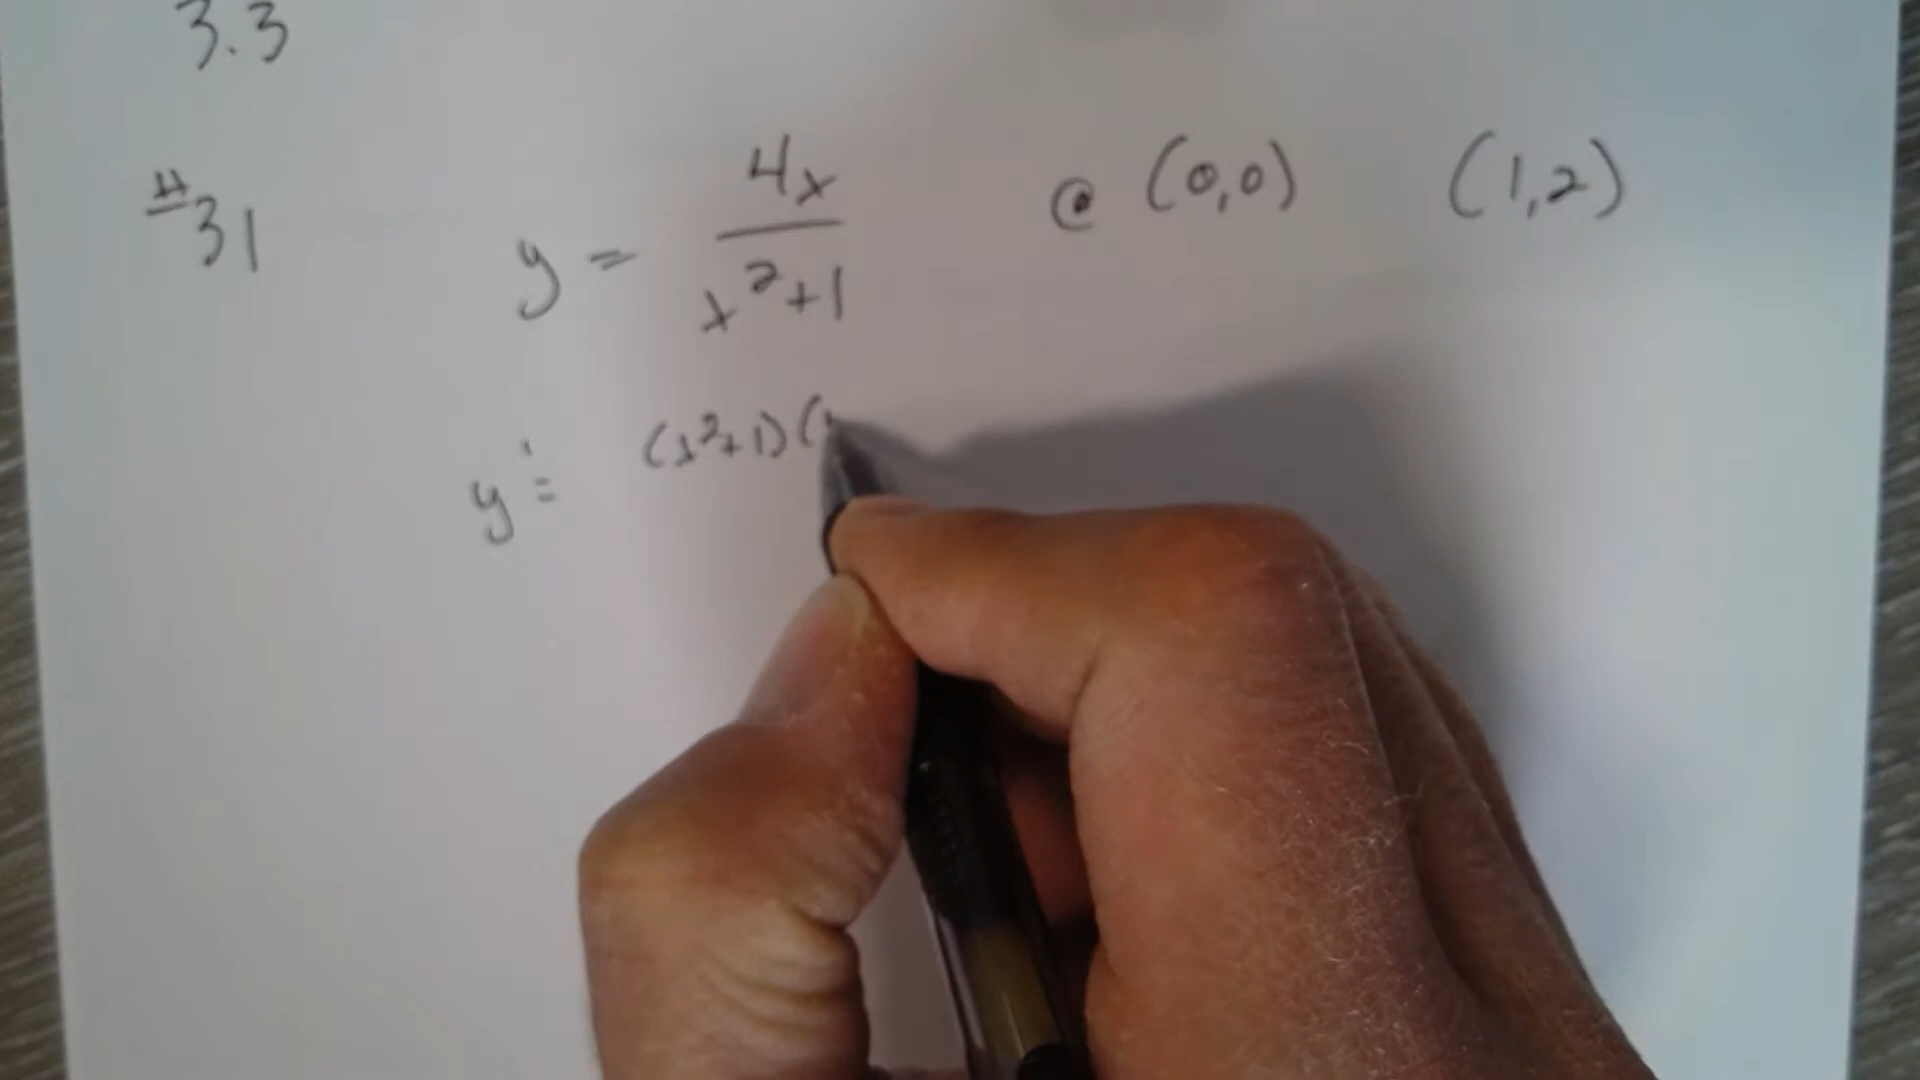 3.3
#31 y = 4x / x²+1 @ (0,0) (1,2)
y' = (x²+1)(